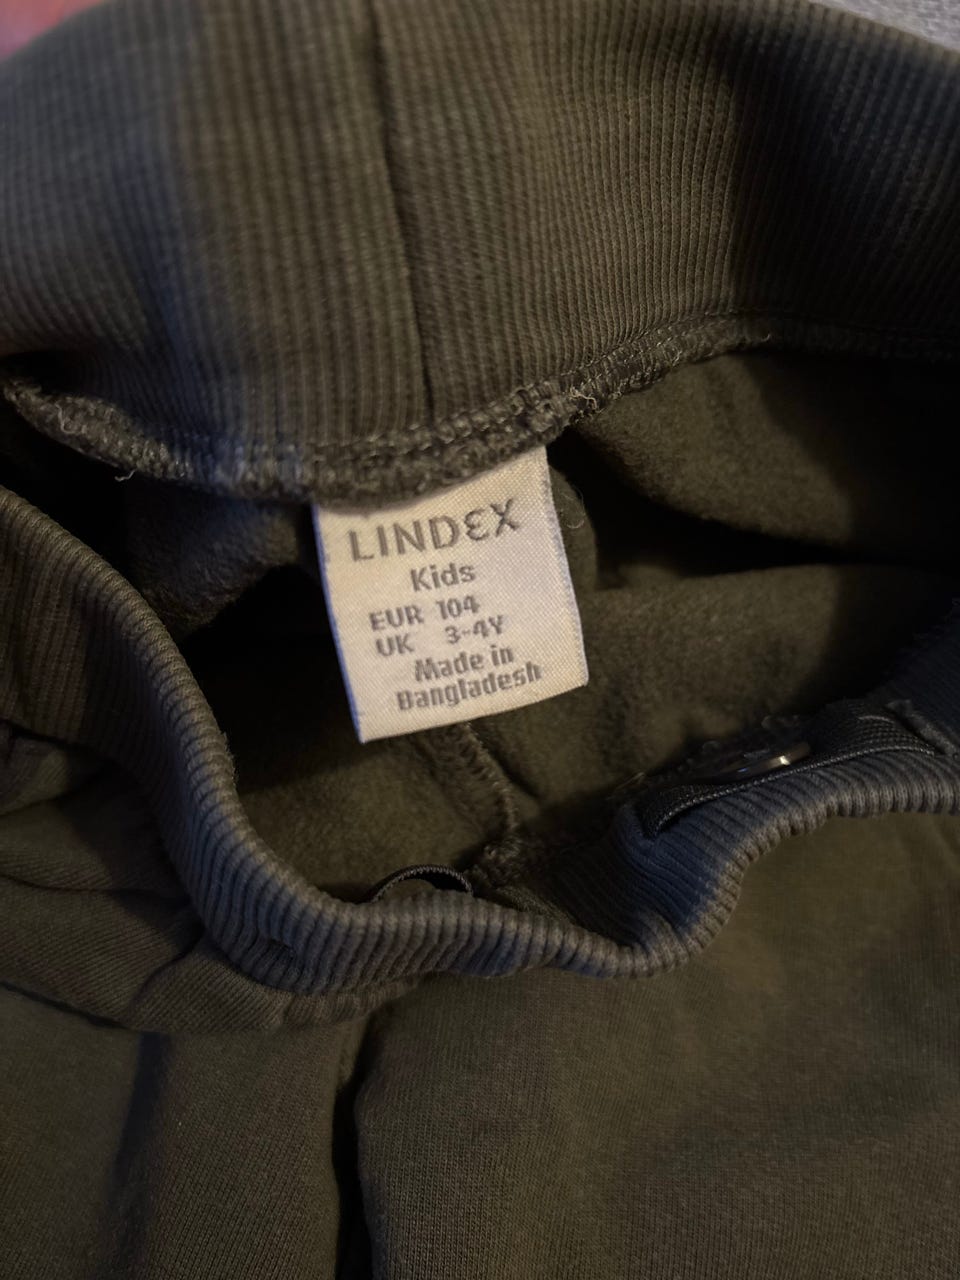 LINDEX
Kids
EUR 104
UK 3-4Y
Made in
Bangladesh